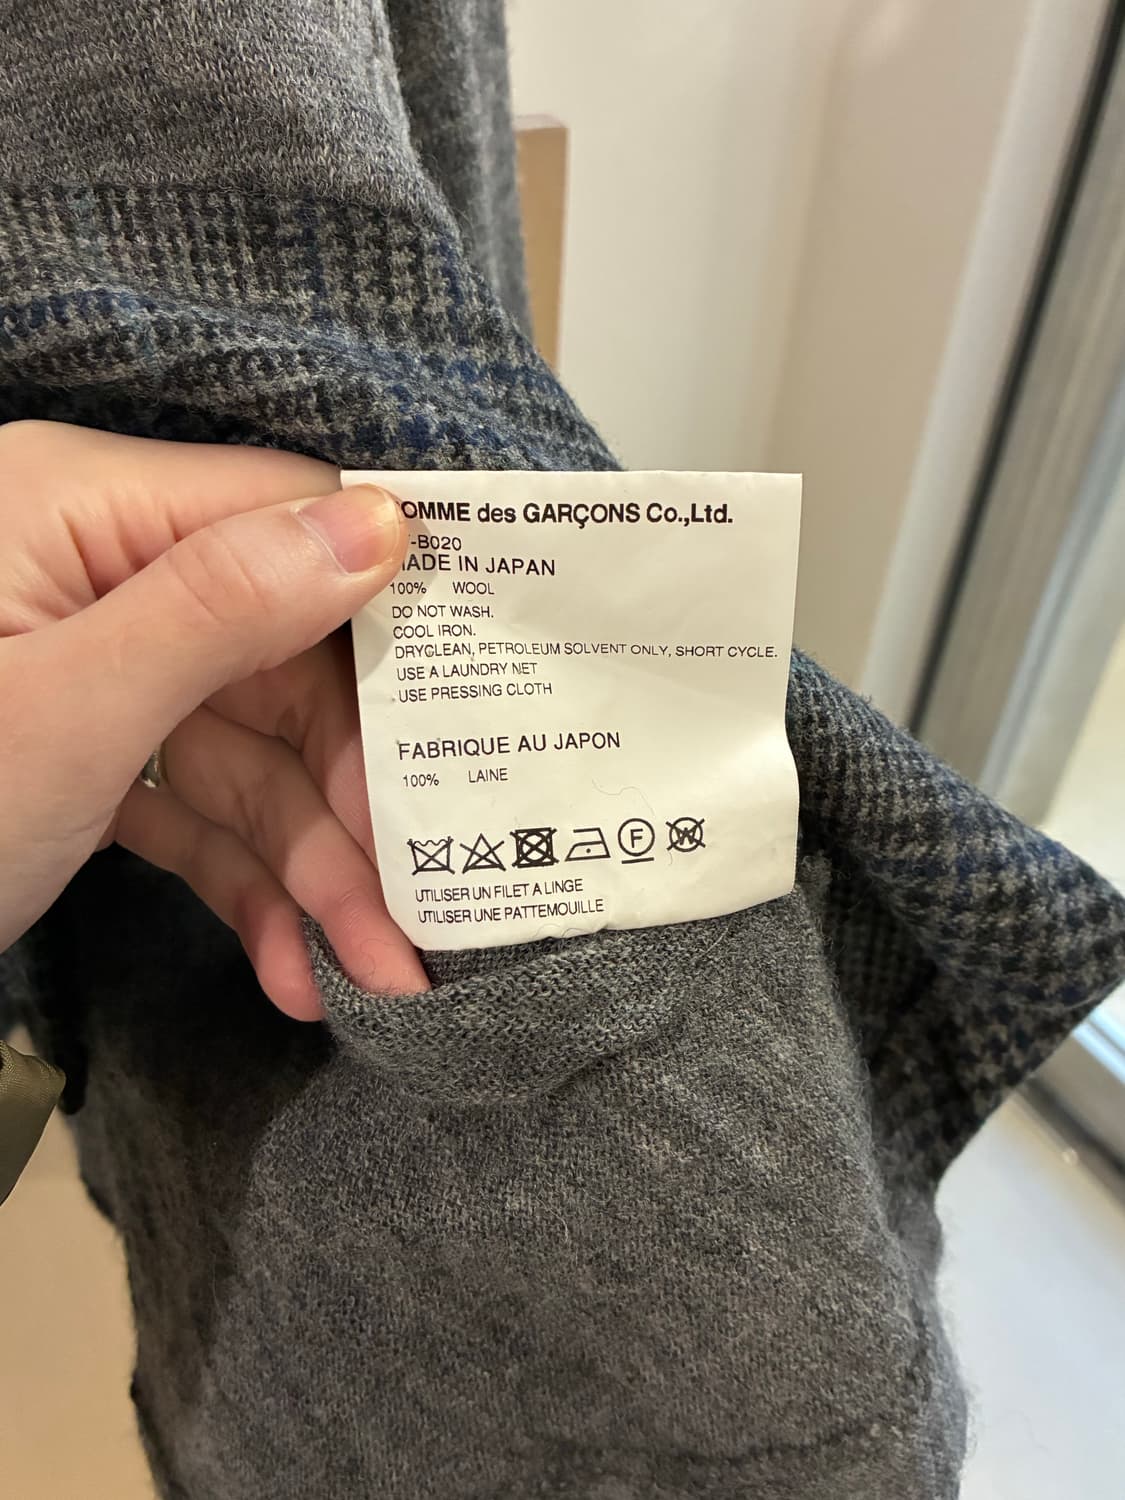 COMME des GARÇONS Co.,Ltd.
-B020
MADE IN JAPAN
100% WOOL
DO NOT WASH.
COOL IRON.
DRYCLEAN, PETROLEUM SOLVENT ONLY, SHORT CYCLE.
USE A LAUNDRY NET
USE PRESSING CLOTH
FABRIQUE AU JAPON
100% LAINE
F W
UTILISER UN FILET A LINGE
UTILISER UNE PATTEMOUILLE